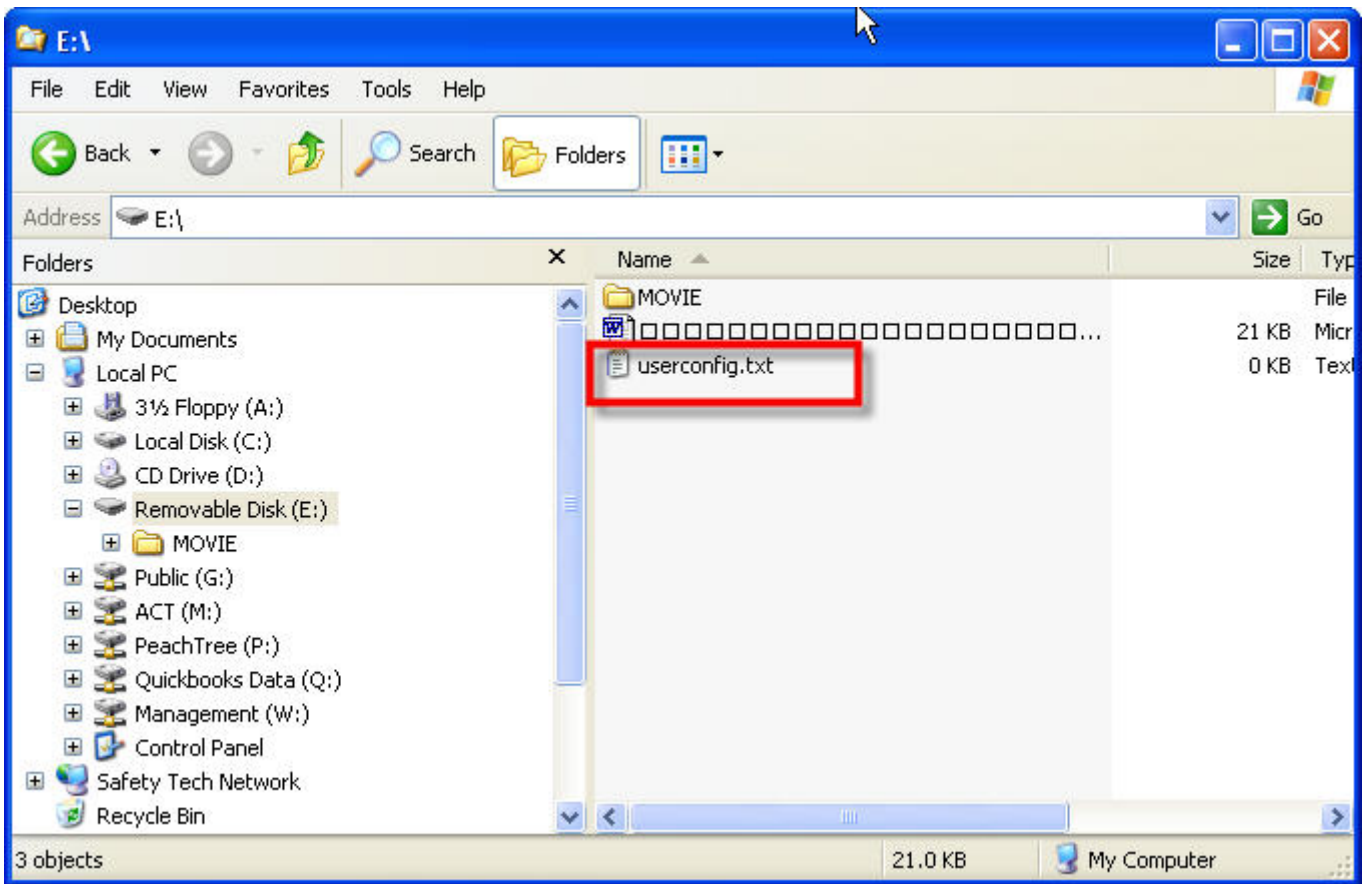 E:\
File Edit View Favorites Tools Help
Back Search Folders
Address E:\ Go
Folders
Desktop
My Documents
Local PC
3½ Floppy (A:)
Local Disk (C:)
CD Drive (D:)
Removable Disk (E:)
MOVIE
Public (G:)
ACT (M:)
PeachTree (P:)
Quickbooks Data (Q:)
Management (W:)
Control Panel
Safety Tech Network
Recycle Bin
Name Size Typ
MOVIE File
□□□□□□□□□□□□□□□□□□□□... 21 KB Micr
userconfig.txt 0 KB Text
3 objects 21.0 KB My Computer